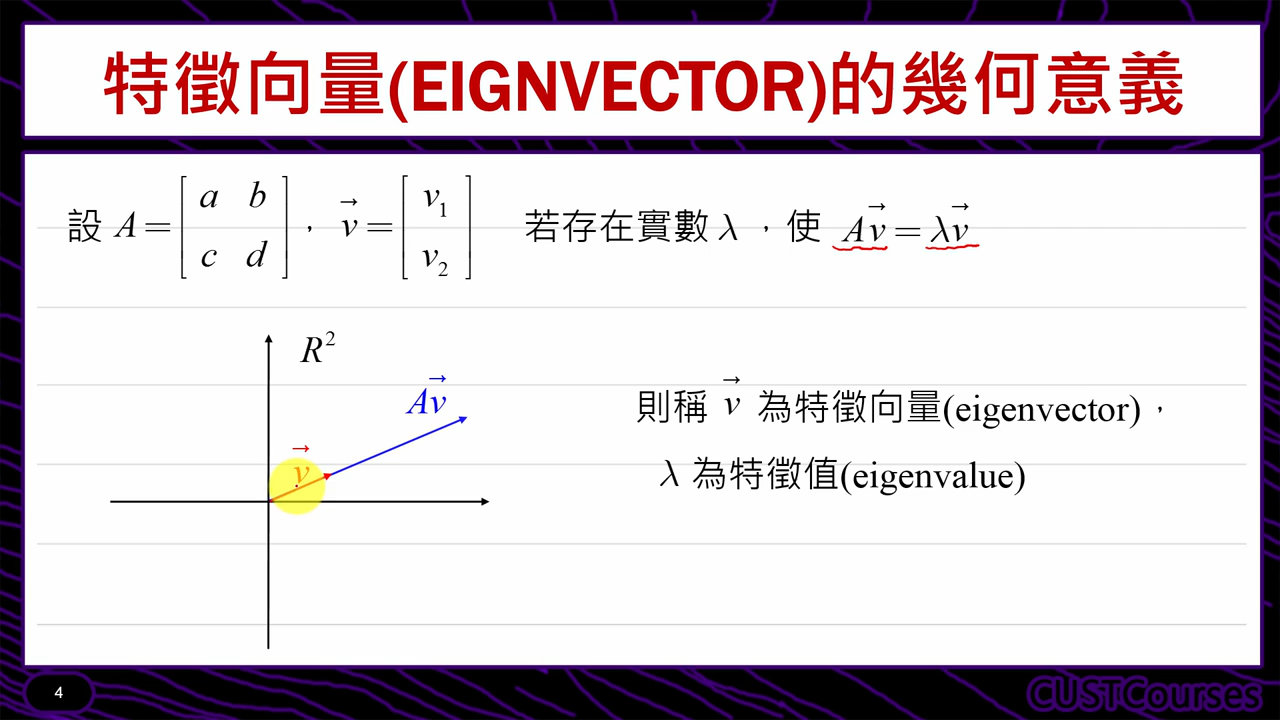 特徵向量(EIGNVECTOR)的幾何意義
設 A = [a b; c d] , v⃗ = [v₁; v₂] 若存在實數 λ ,使 Av⃗ = λv⃗
R²
Av⃗
則稱 v⃗ 為特徵向量(eigenvector),
v⃗
λ 為特徵值(eigenvalue)
4
CUSTCourses